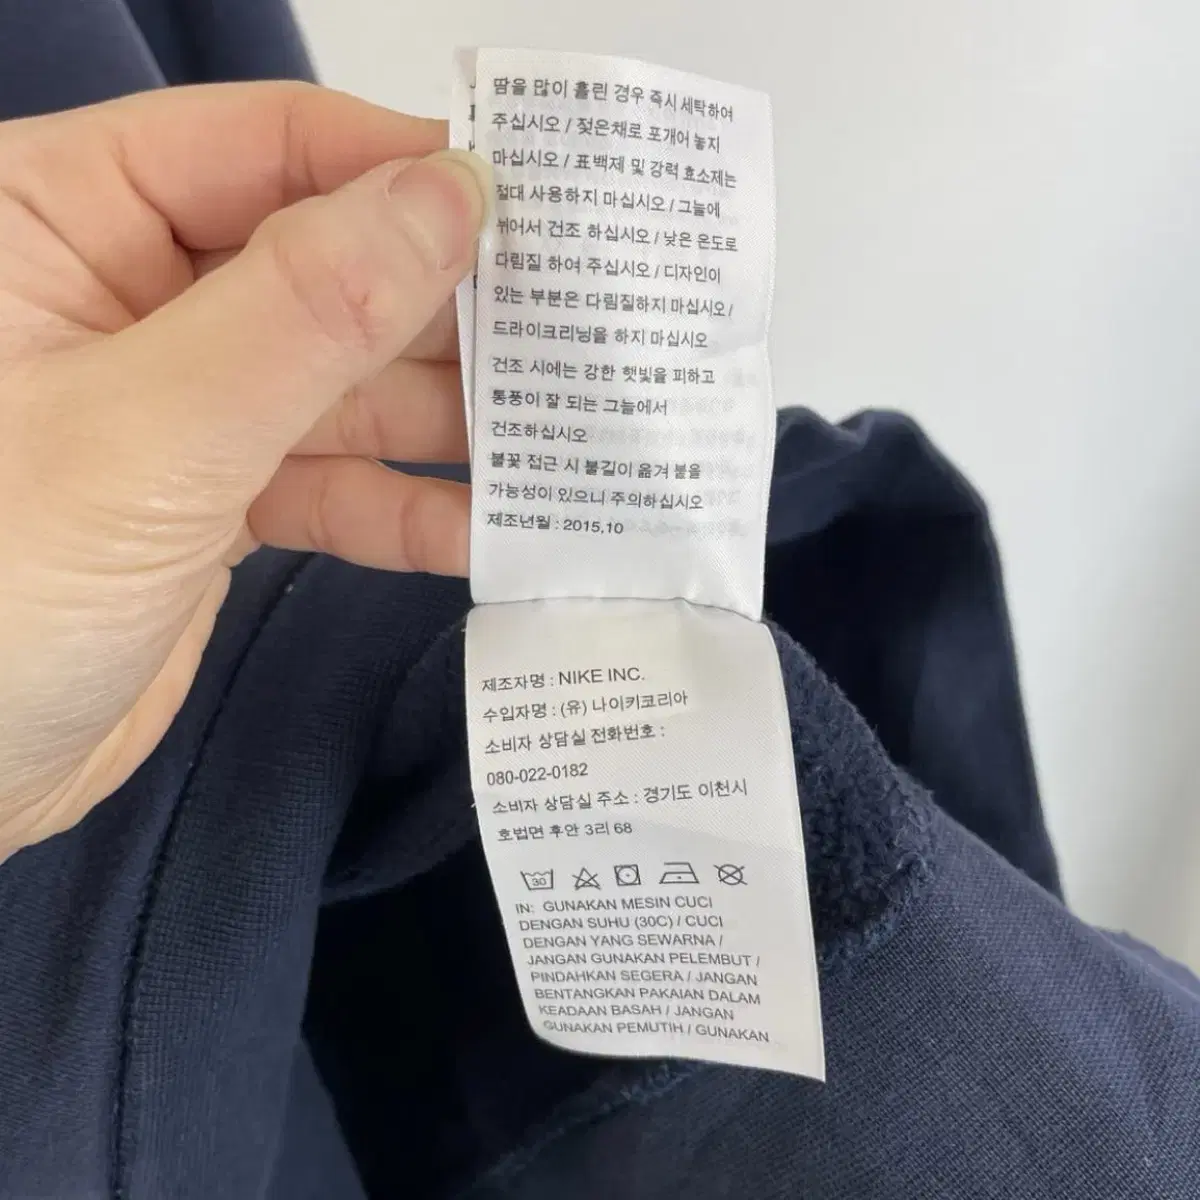 땀을 많이 흘린 경우 즉시 세탁하여
주십시오 / 젖은채로 포개어 놓지
마십시오 / 표백제 및 강력 효소제는
절대 사용하지 마십시오 / 그늘에
뉘어서 건조 하십시오 / 낮은 온도로
다림질 하여 주십시오 / 디자인이
있는 부분은 다림질하지 마십시오 /
드라이크리닝을 하지 마십시오
건조 시에는 강한 햇빛을 피하고
통풍이 잘 되는 그늘에서
건조하십시오
불꽃 접근 시 불길이 옮겨 붙을
가능성이 있으니 주의하십시오
제조년월 : 2015.10
제조자명 : NIKE INC.
수입자명 : (유) 나이키코리아
소비자 상담실 전화번호 :
080-022-0182
소비자 상담실 주소 : 경기도 이천시
호법면 후안 3리 68
30
IN: GUNAKAN MESIN CUCI
DENGAN SUHU (30C) / CUCI
DENGAN YANG SEWARNA /
JANGAN GUNAKAN PELEMBUT /
PINDAHKAN SEGERA / JANGAN
BENTANGKAN PAKAIAN DALAM
KEADAAN BASAH / JANGAN
GUNAKAN PEMUTIH / GUNAKAN